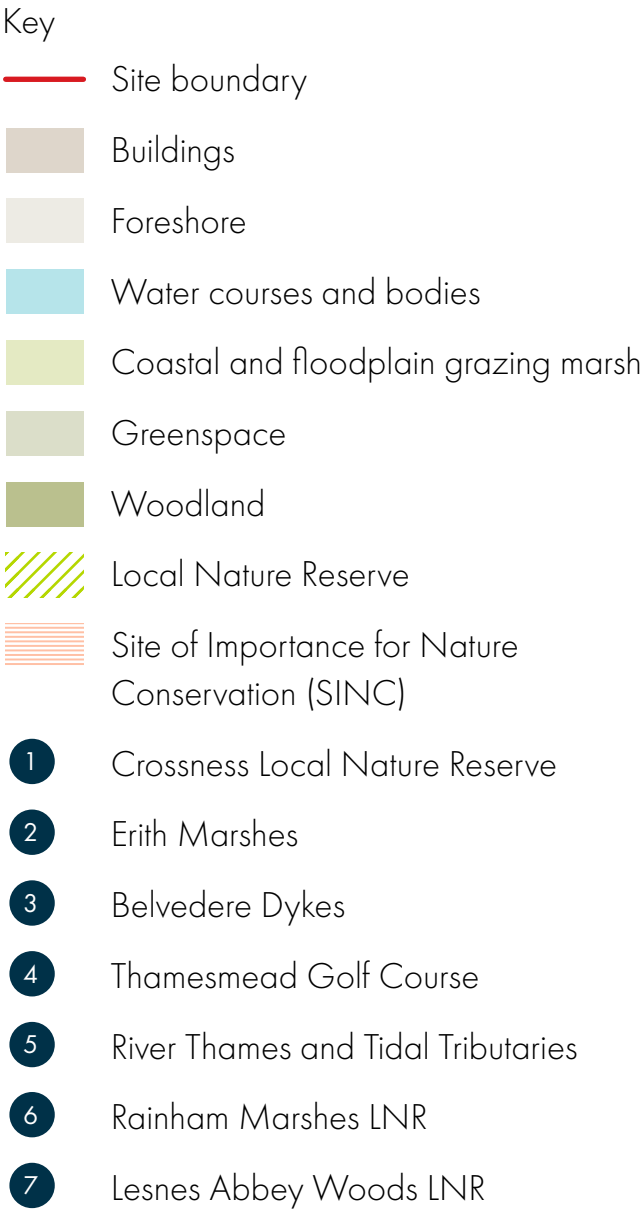 Key
Site boundary
Buildings
Foreshore
Water courses and bodies
Coastal and floodplain grazing marsh
Greenspace
Woodland
Local Nature Reserve
Site of Importance for Nature
Conservation (SINC)
1 Crossness Local Nature Reserve
2 Erith Marshes
3 Belvedere Dykes
4 Thamesmead Golf Course
5 River Thames and Tidal Tributaries
6 Rainham Marshes LNR
7 Lesnes Abbey Woods LNR